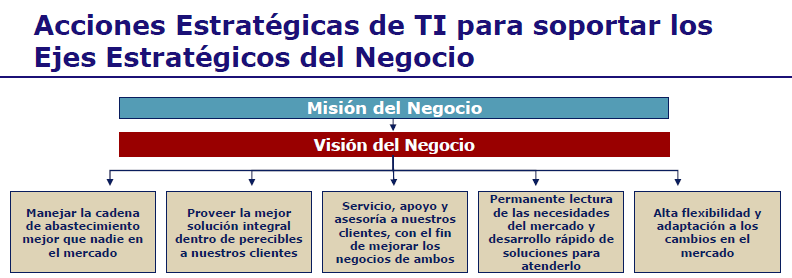 Acciones Estratégicas de TI para soportar los
Ejes Estratégicos del Negocio
Misión del Negocio
Visión del Negocio
Manejar la cadena
de abastecimiento
mejor que nadie en
el mercado
Proveer la mejor
solución integral
dentro de perecibles
a nuestros clientes
Servicio, apoyo y
asesoría a nuestros
clientes, con el fin
de mejorar los
negocios de ambos
Permanente lectura
de las necesidades
del mercado y
desarrollo rápido de
soluciones para
atenderlo
Alta flexibilidad y
adaptación a los
cambios en el
mercado